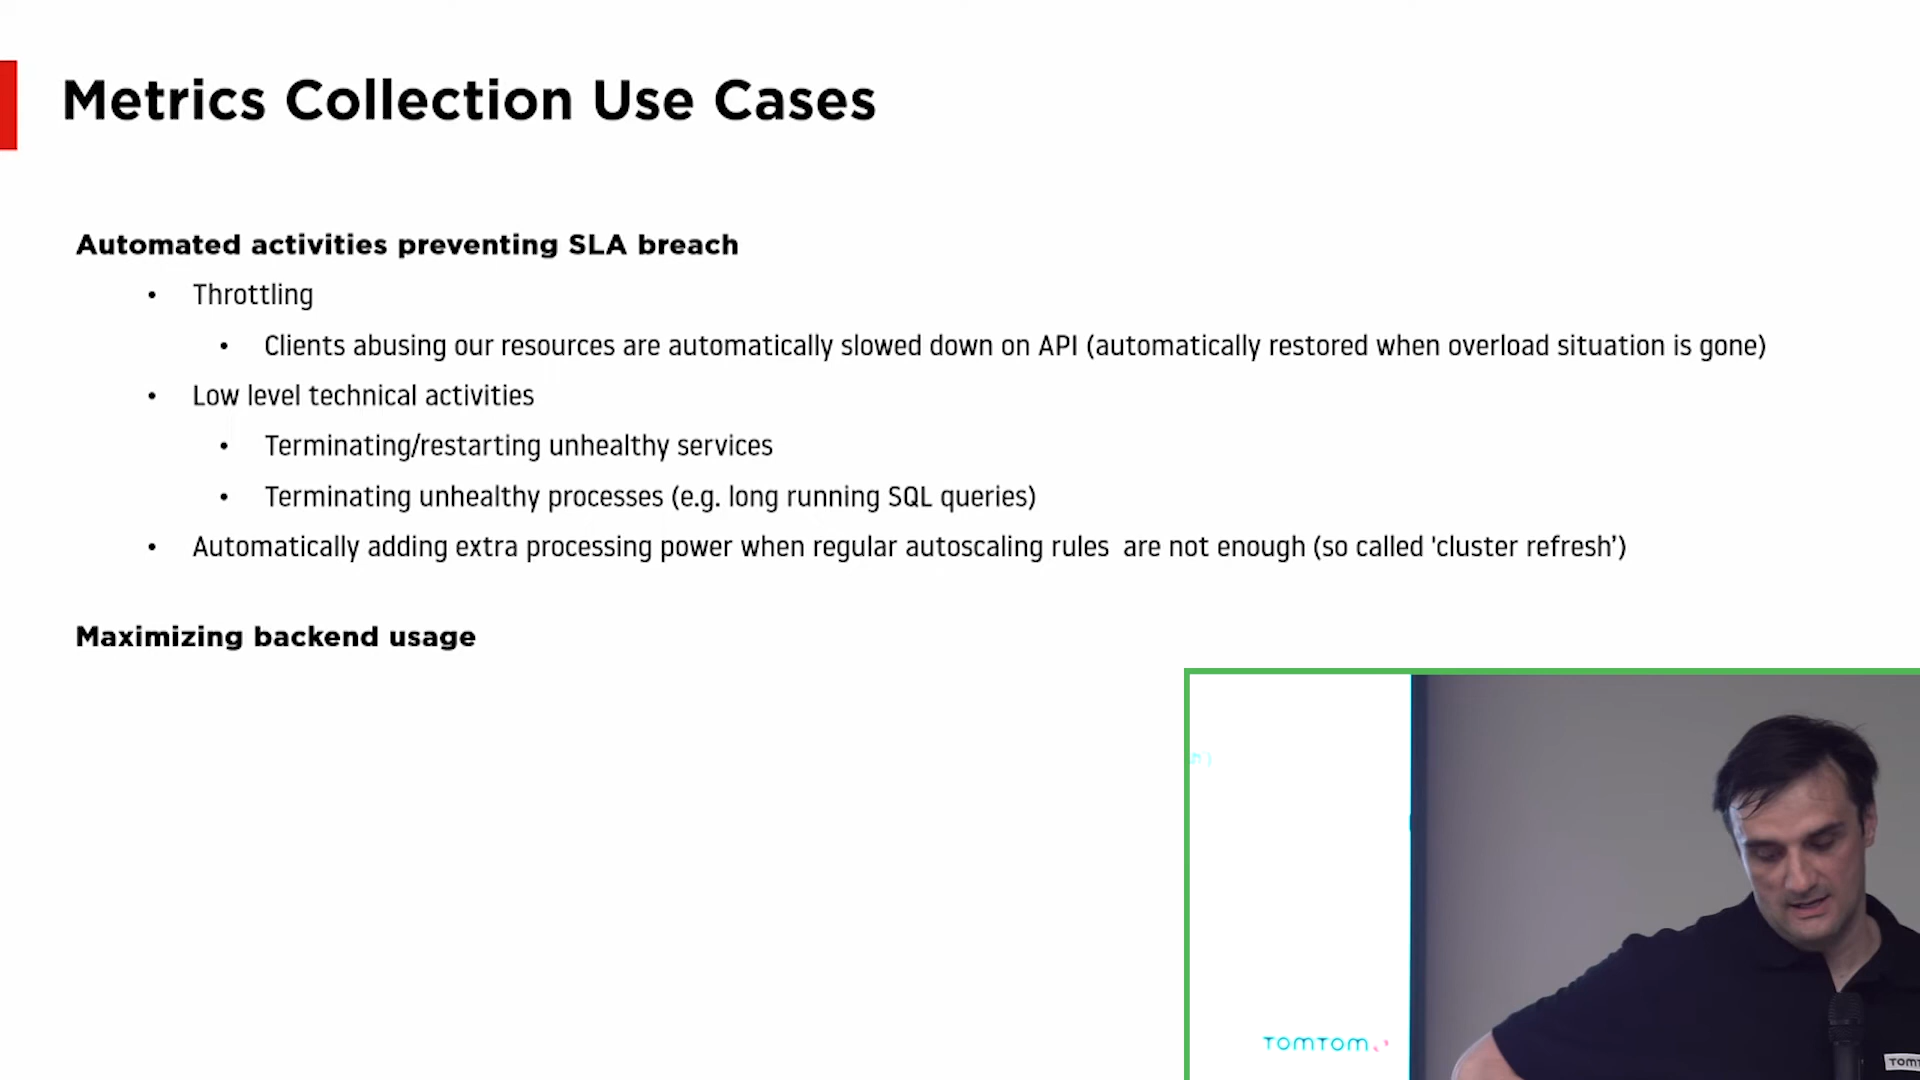 Metrics Collection Use Cases
Automated activities preventing SLA breach
• Throttling
• Clients abusing our resources are automatically slowed down on API (automatically restored when overload situation is gone)
• Low level technical activities
• Terminating/restarting unhealthy services
• Terminating unhealthy processes (e.g. long running SQL queries)
• Automatically adding extra processing power when regular autoscaling rules  are not enough (so called 'cluster refresh’)
Maximizing backend usage
TOMTOM